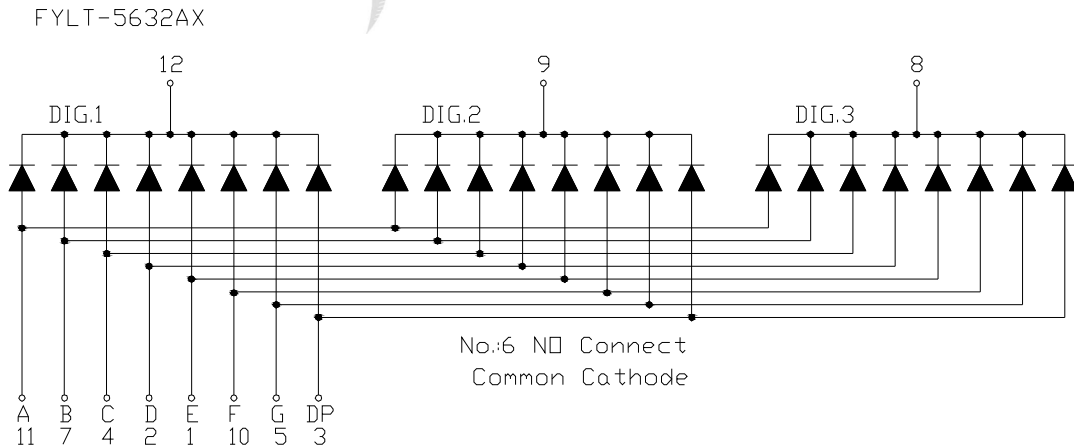 FYLT-5632AX
12 9 8
DIG.1 DIG.2 DIG.3
No.:6 NO Connect
Common Cathode
A B C D E F G DP
11 7 4 2 1 10 5 3